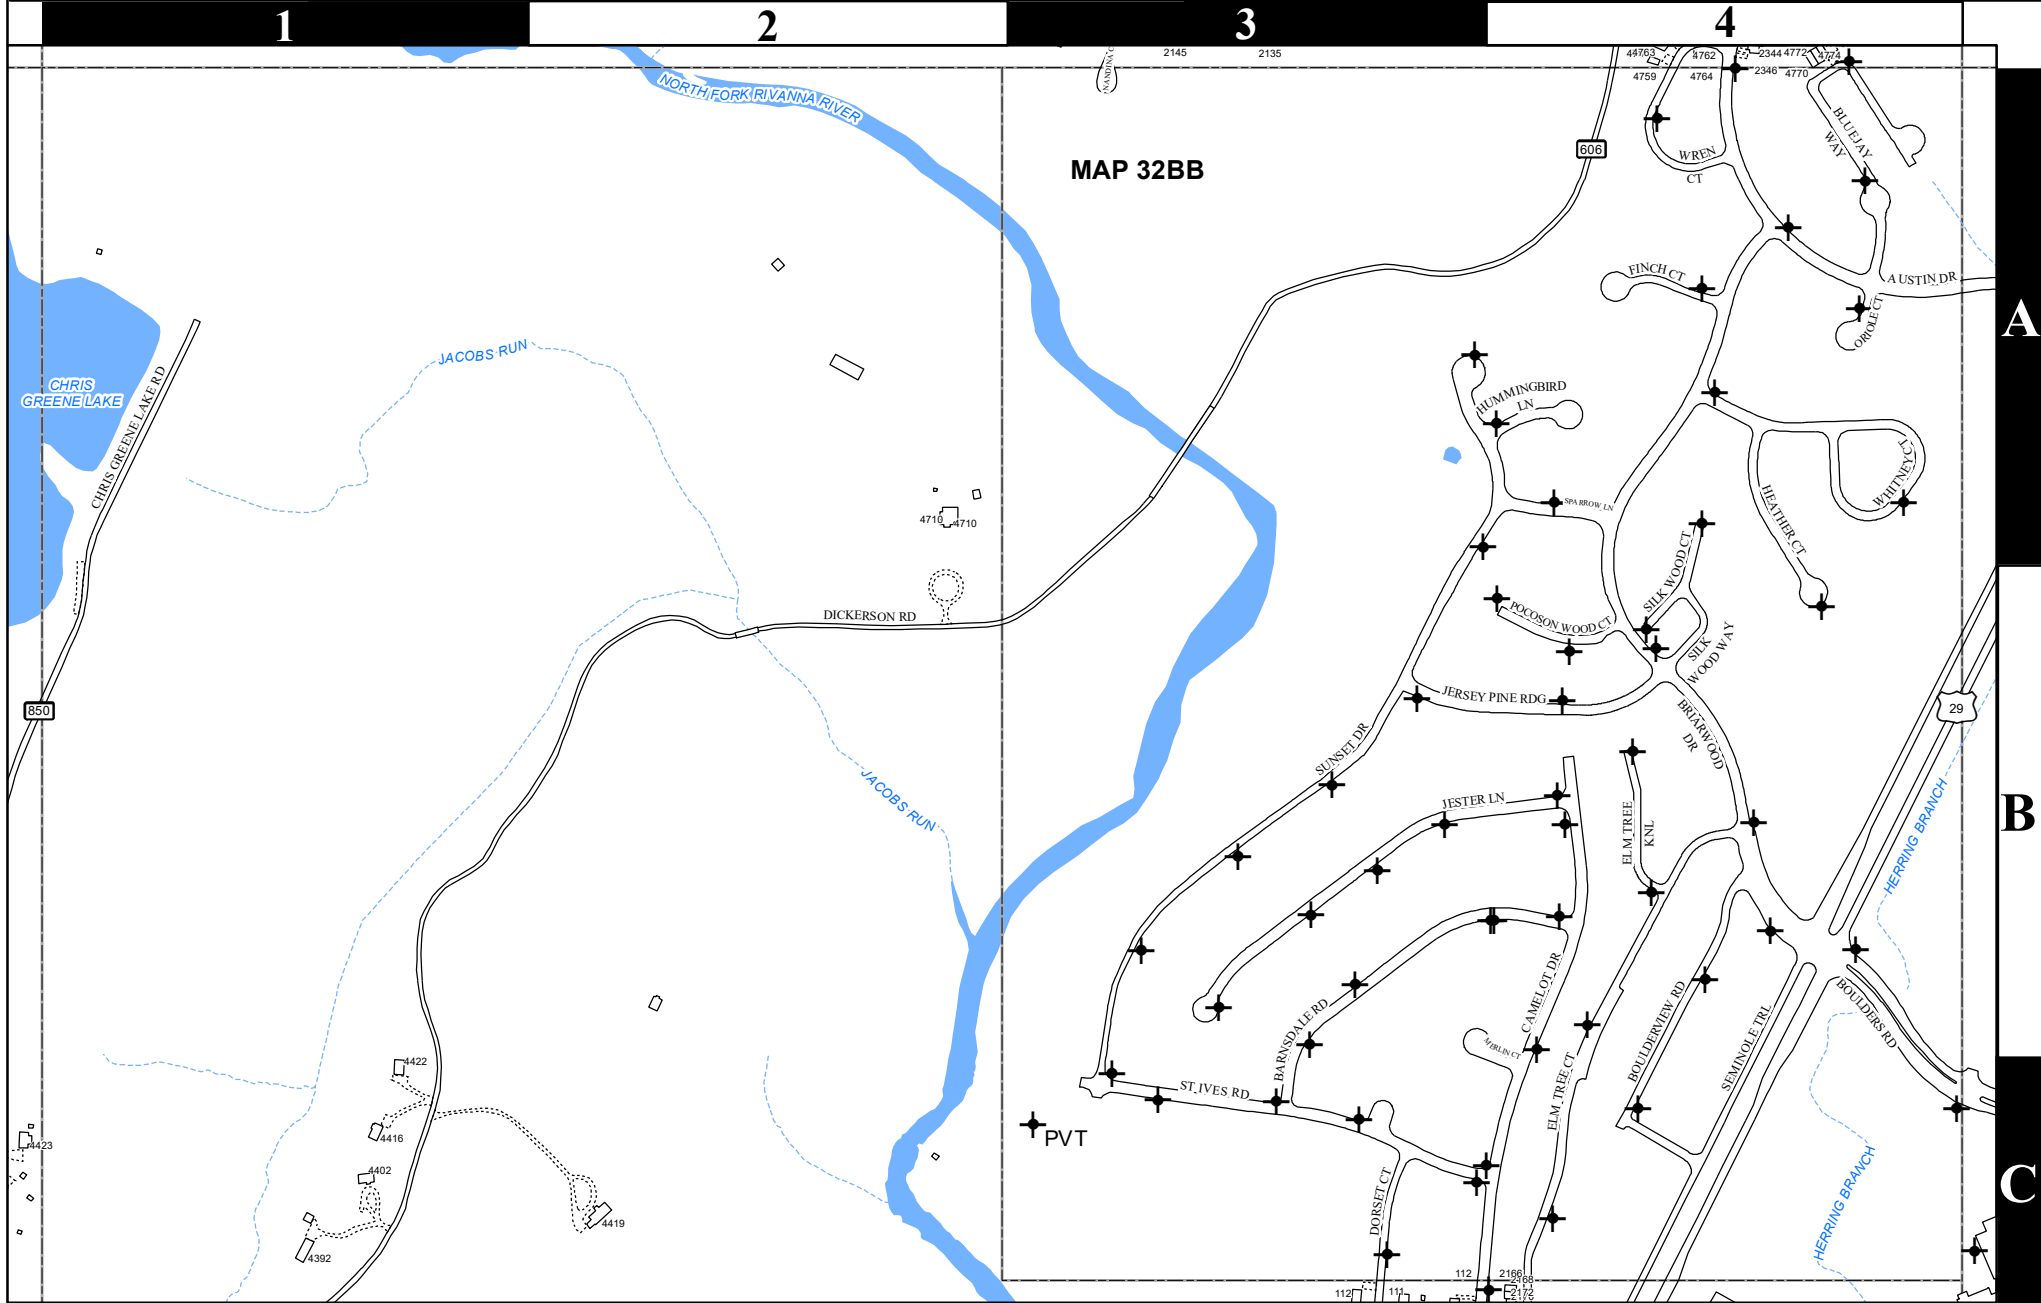 1
2
3
4
2145
2135
NANDINA C
4763
4762
2344
4772
4774
4759
4764
2346
4770
NORTH FORK RIVANNA RIVER
MAP 32BB
606
WREN
CT
BLUEJAY
WAY
FINCH CT
AUSTIN DR
ORIOLE CT
A
JACOBS RUN
CHRIS
GREENE LAKE
CHRIS GREENE LAKE RD
HUMMINGBIRD
LN
WHITNEY CT
HEATHER CT
SPARROW LN
4710
4710
SILK WOOD CT
POCOSON WOOD CT
DICKERSON RD
SILK
WOOD WAY
JERSEY PINE RDG
850
29
BRIARWOOD
DR
SUNSET DR
JACOBS RUN
JESTER LN
ELM TREE
KNL
B
HERRING BRANCH
CAMELOT DR
BARNSDALE RD
MERLIN CT
BOULDERVIEW RD
SEMINOLE TRL
BOULDERS RD
4422
ST IVES RD
ELM TREE CT
PVT
4423
4416
4402
C
DORSET CT
HERRING BRANCH
4419
4392
112
2166
2168
112
111
2172